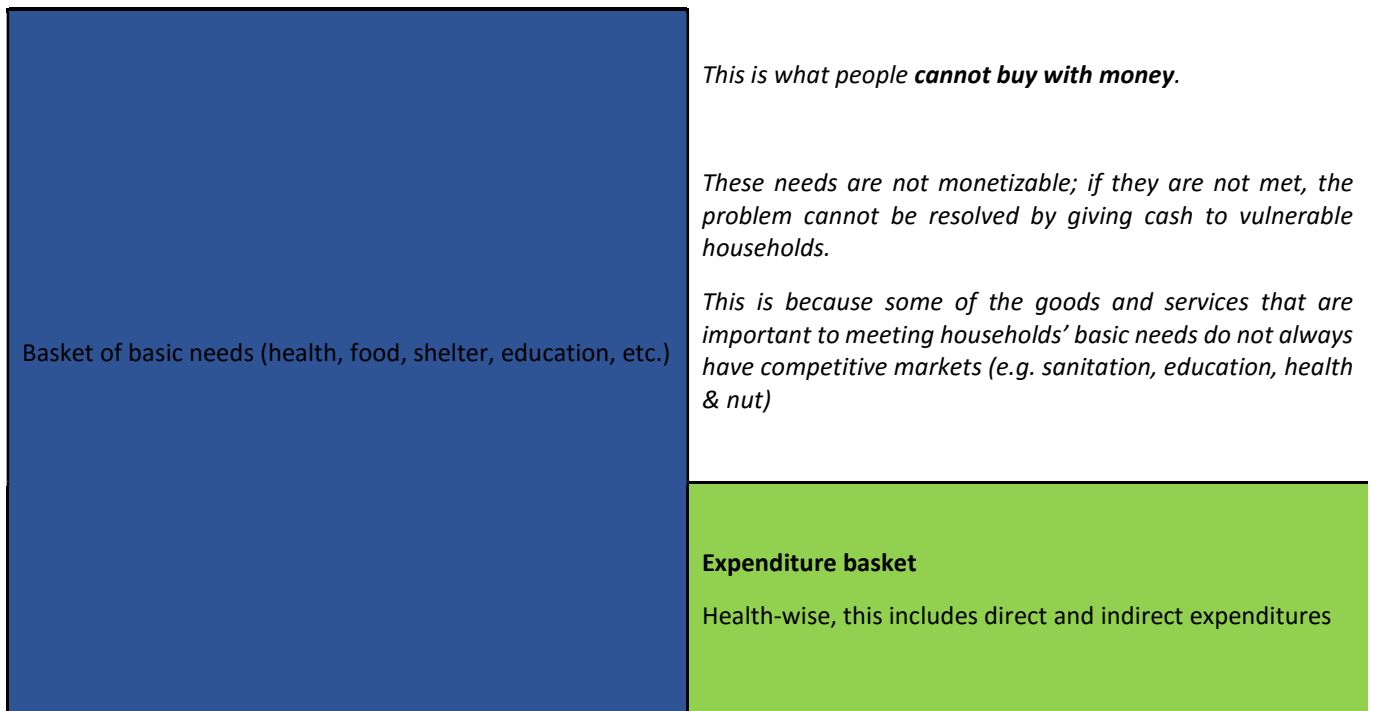 Basket of basic needs (health, food, shelter, education, etc.)
This is what people cannot buy with money.
These needs are not monetizable; if they are not met, the
problem cannot be resolved by giving cash to vulnerable
households.
This is because some of the goods and services that are
important to meeting households’ basic needs do not always
have competitive markets (e.g. sanitation, education, health
& nut)
Expenditure basket
Health-wise, this includes direct and indirect expenditures